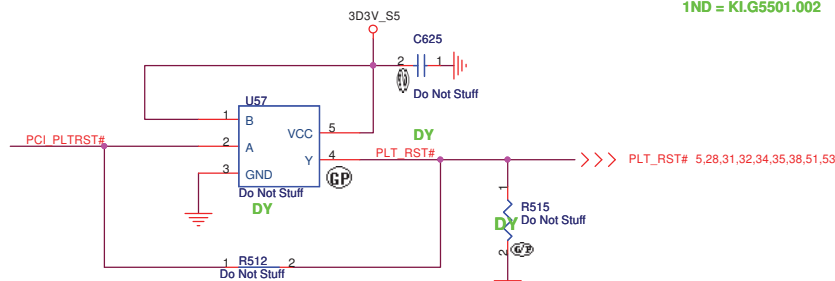 1ND = KI.G5501.002
3D3V_S5
C625
2 1
Do Not Stuff
U57
1 B
VCC 5
DY
PCI_PLTRST#
2 A
Y 4
PLT_RST#
PLT_RST# 5,28,31,32,34,35,38,51,53
3 GND
GP
Do Not Stuff
DY
1
R515
Do Not Stuff
DY
G/P
2
1 R512 2
Do Not Stuff